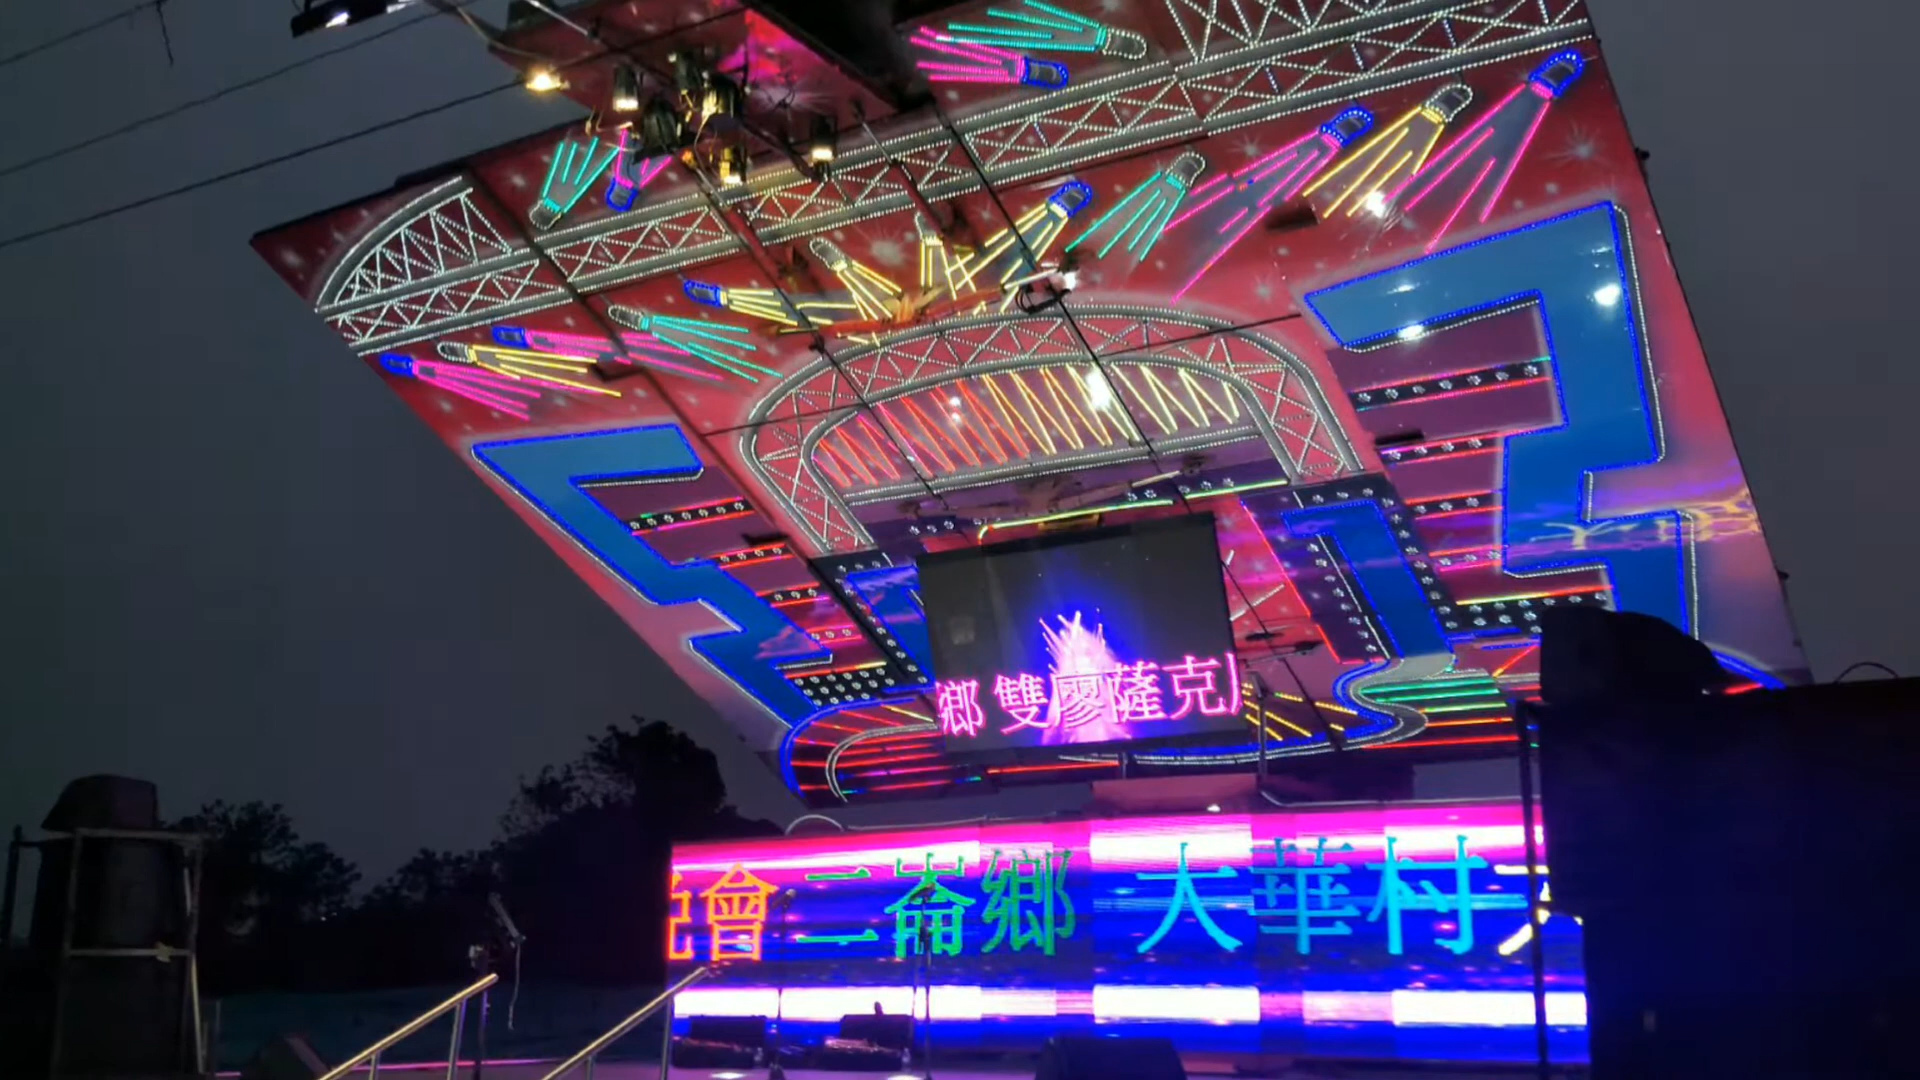 鄉 雙廖薩克
會 二崙鄉 大華村